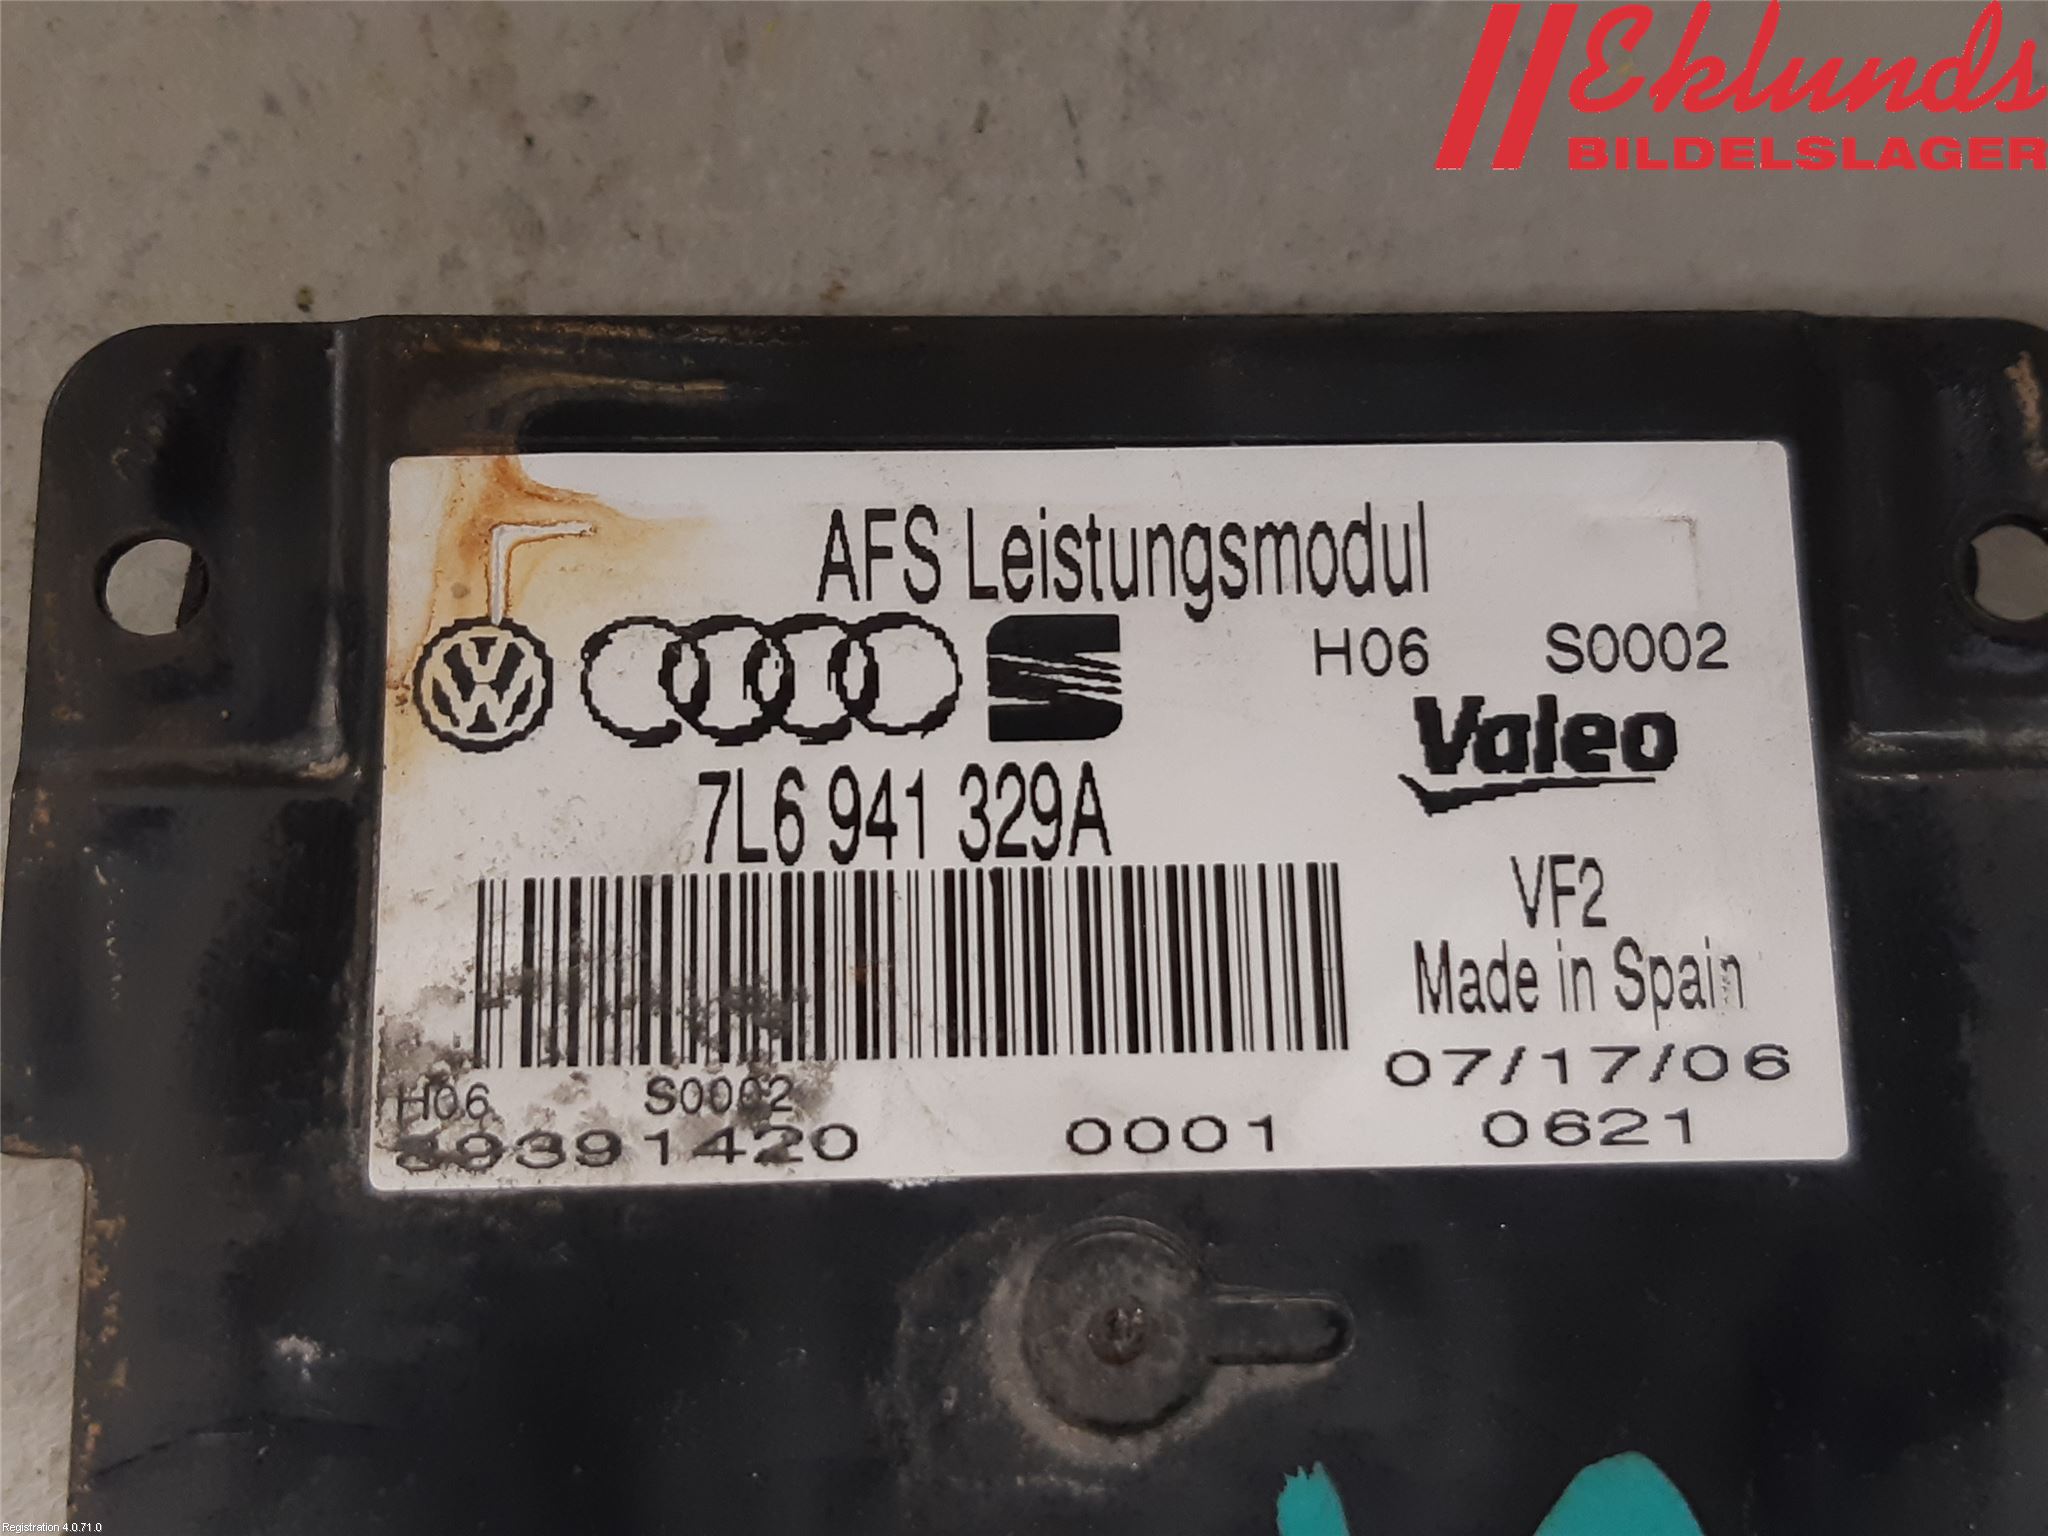 Eklunds
BILDELSLAGER
AFS Leistungsmodul
H06 S0002
Valeo
7L6 941 329A
VF2
Made in Spain
07/17/06
H06 S0002
39391420 0001 0621
Registration 4.0.71.0